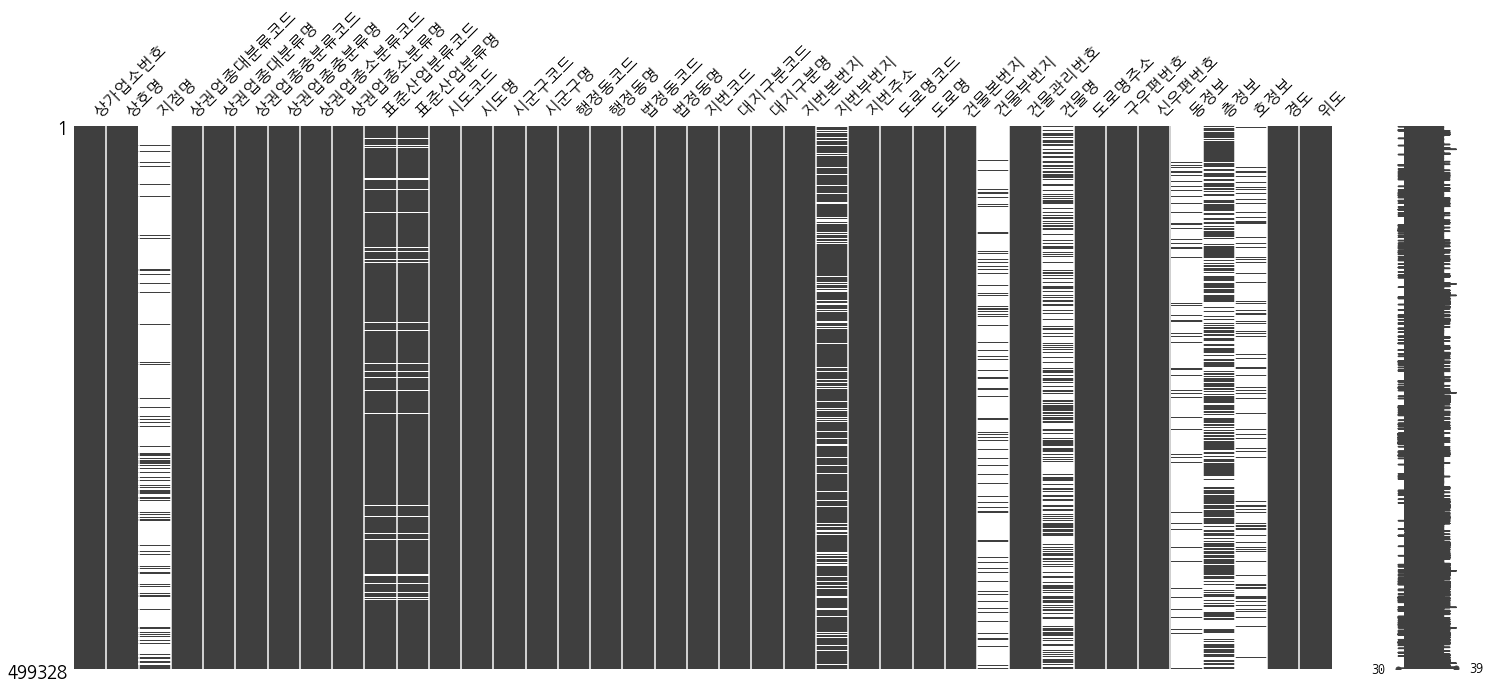 상가업소번호
상호명
지점명
상권업종대분류코드
상권업종대분류명
상권업종중분류코드
상권업종중분류명
상권업종소분류코드
상권업종소분류명
표준산업분류코드
표준산업분류명
시도코드
시도명
시군구코드
시군구명
행정동코드
행정동명
법정동코드
법정동명
지번코드
대지구분코드
대지구분명
지번본번지
지번부번지
지번주소
도로명코드
도로명
건물본번지
건물부번지
건물관리번호
건물명
도로명주소
구우편번호
신우편번호
동정보
층정보
호정보
경도
위도
1
499328
30
39